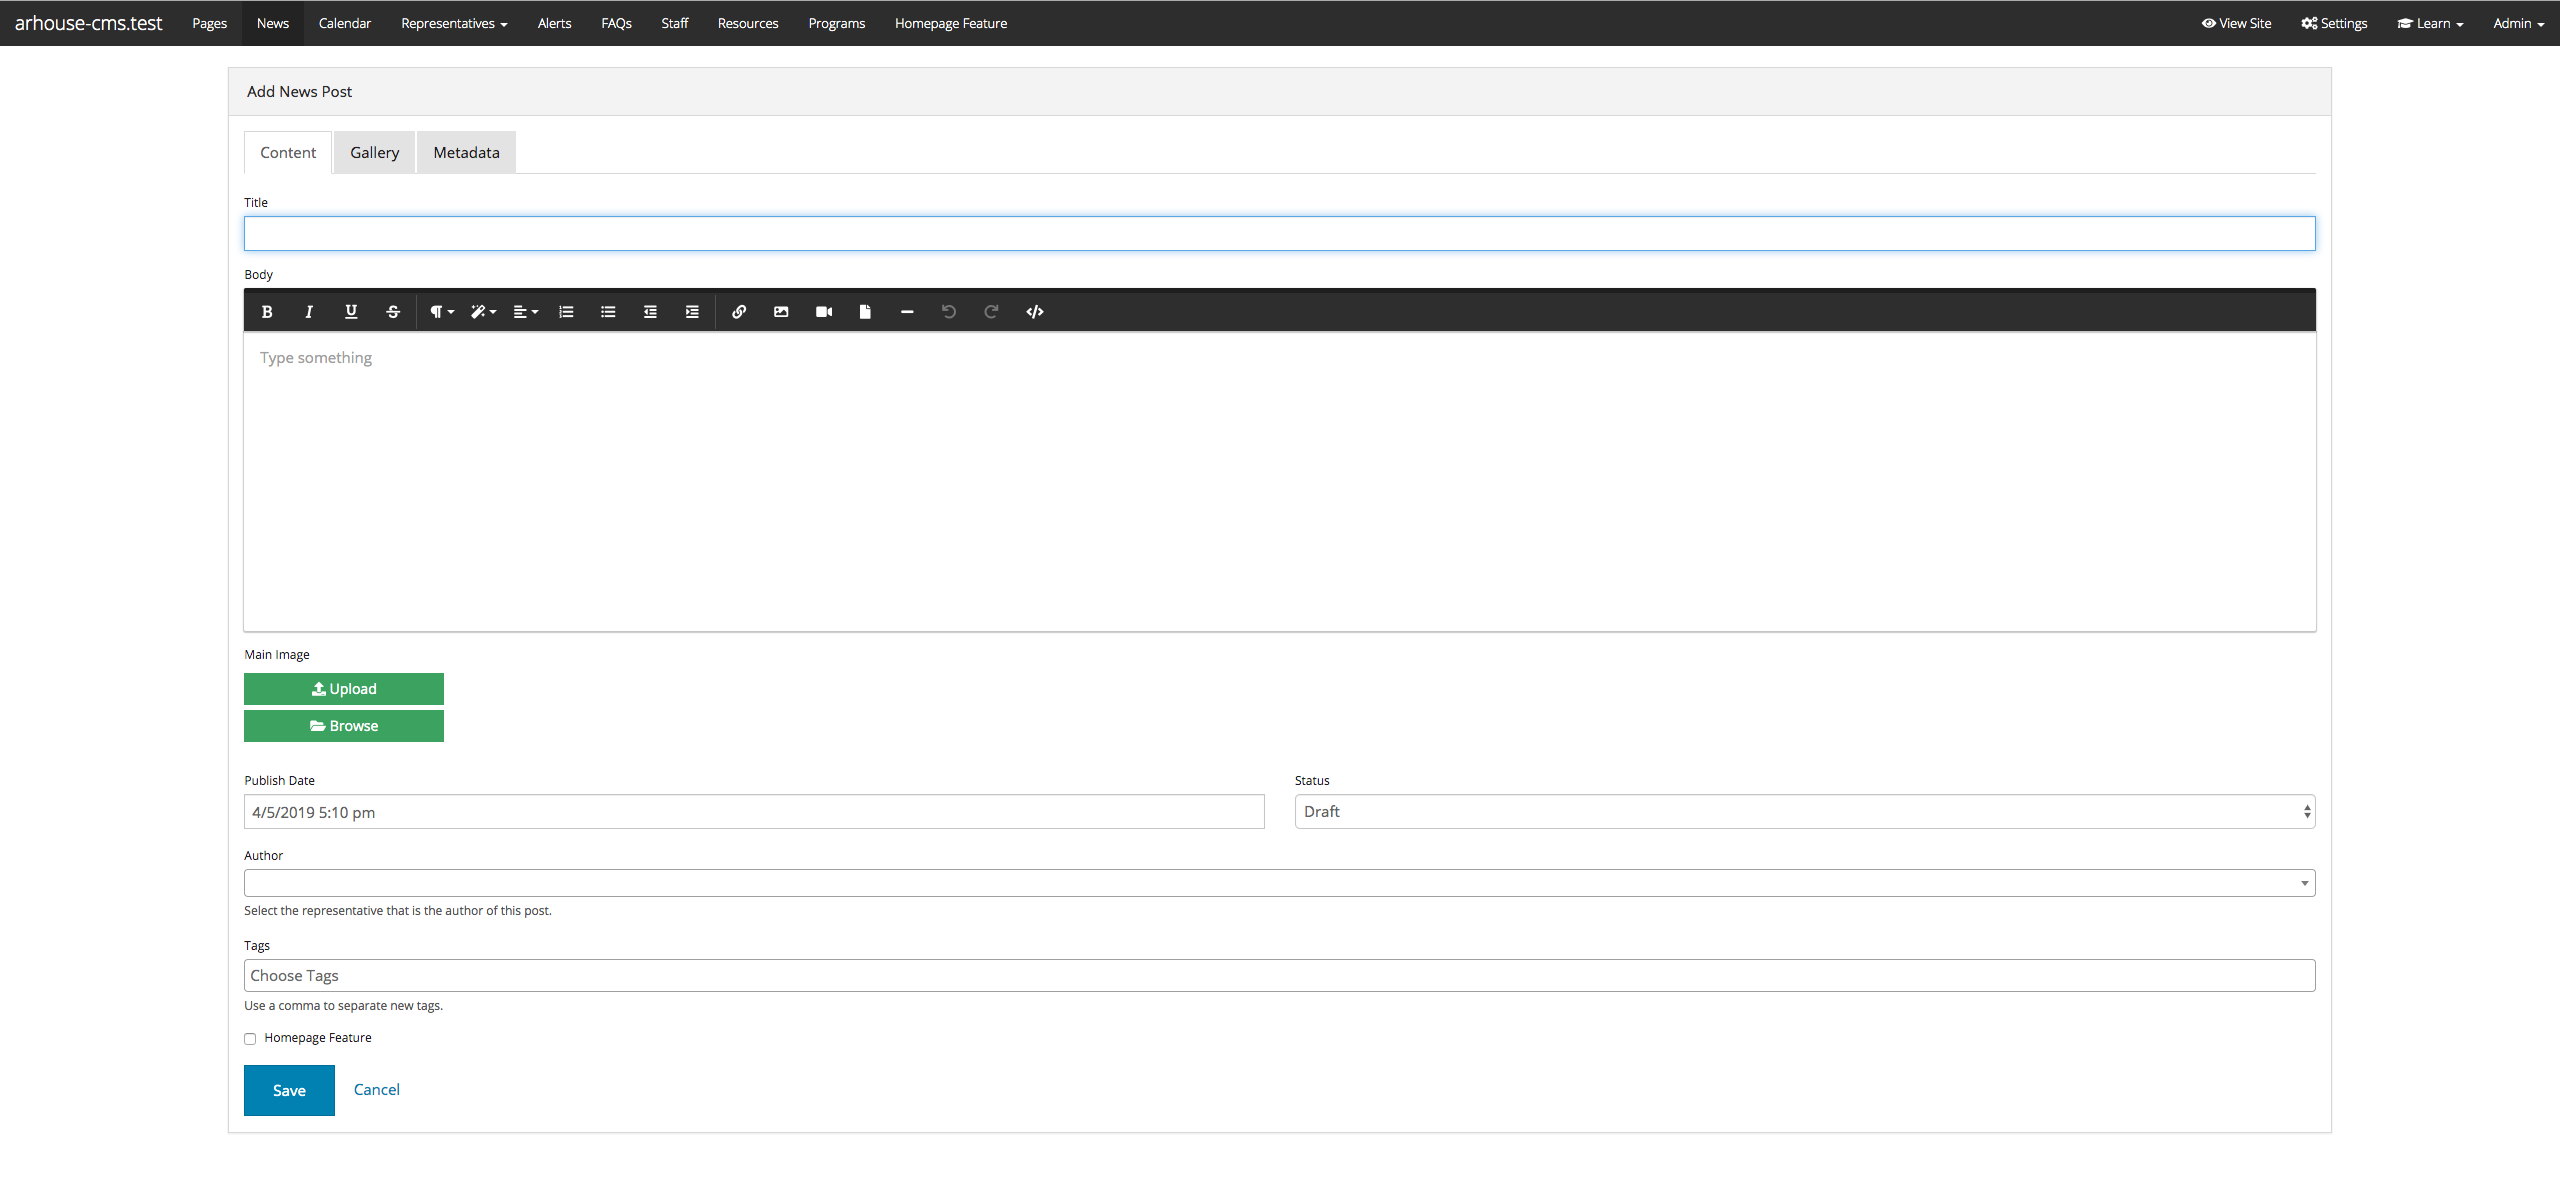 arhouse-cms.test Pages News Calendar Representatives Alerts FAQs Staff Resources Programs Homepage Feature View Site Settings Learn Admin
Add News Post
Content Gallery Metadata
Title
Body
Type something
Main Image
Upload
Browse
Publish Date Status
4/5/2019 5:10 pm Draft
Author
Select the representative that is the author of this post.
Tags
Choose Tags
Use a comma to separate new tags.
Homepage Feature
Save Cancel